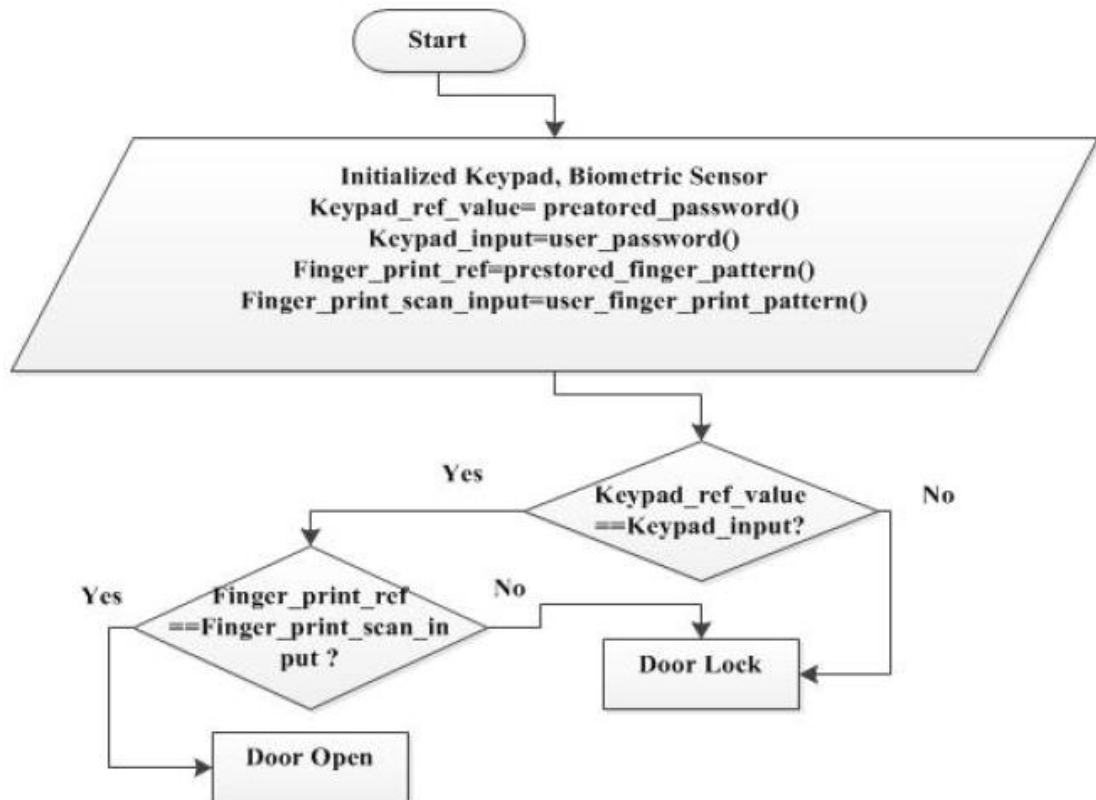 Start
Initialized Keypad, Biometric Sensor
Keypad_ref_value= preatored_password()
Keypad_input=user_password()
Finger_print_ref=prestored_finger_pattern()
Finger_print_scan_input=user_finger_print_pattern()
Yes
Keypad_ref_value
==Keypad_input?
No
Yes
Finger_print_ref
==Finger_print_scan_in
put ?
No
Door Lock
Door Open